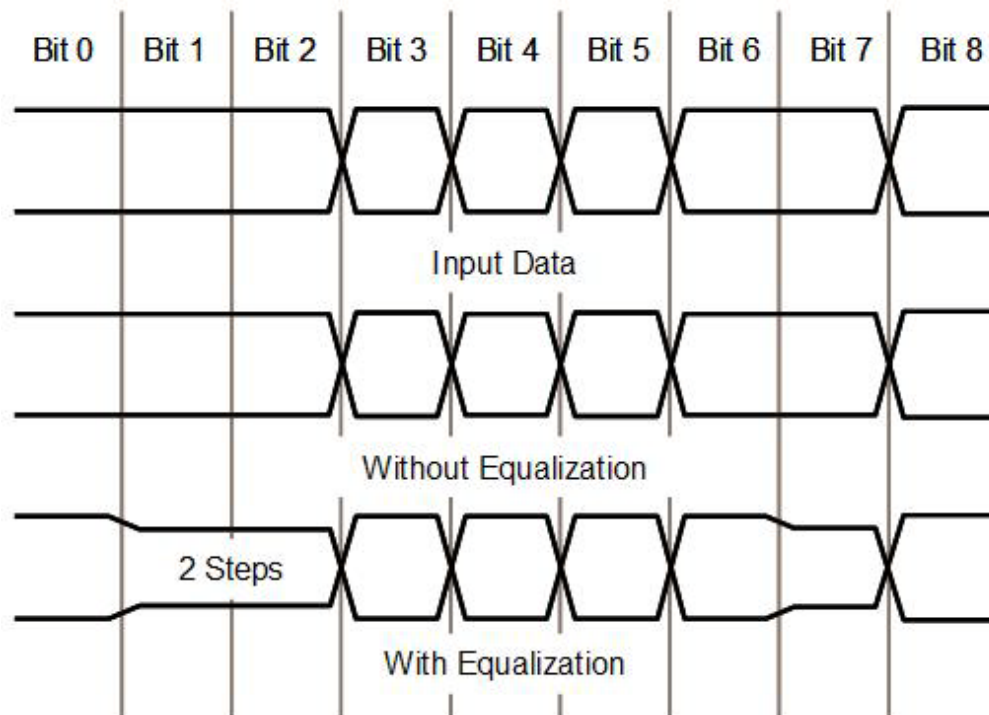 Bit 0 Bit 1 Bit 2 Bit 3 Bit 4 Bit 5 Bit 6 Bit 7 Bit 8
Input Data
Without Equalization
2 Steps
With Equalization